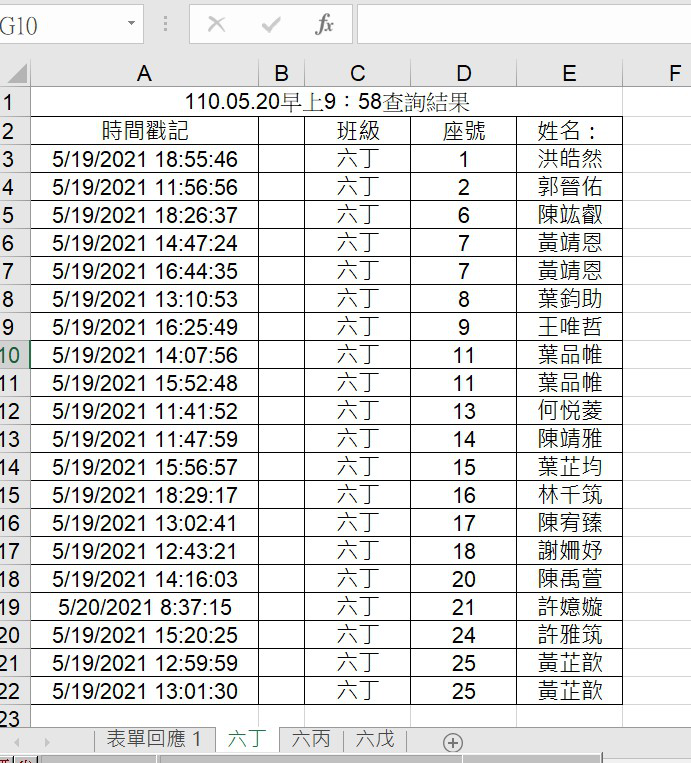 G10 fx
A B C D E F
1 110.05.20早上9：58查詢結果
2 時間戳記 班級 座號 姓名：
3 5/19/2021 18:55:46 六丁 1 洪皓然
4 5/19/2021 11:56:56 六丁 2 郭晉佑
5 5/19/2021 18:26:37 六丁 6 陳竑叡
6 5/19/2021 14:47:24 六丁 7 黃靖恩
7 5/19/2021 16:44:35 六丁 7 黃靖恩
8 5/19/2021 13:10:53 六丁 8 葉鈞助
9 5/19/2021 16:25:49 六丁 9 王唯哲
10 5/19/2021 14:07:56 六丁 11 葉品帷
11 5/19/2021 15:52:48 六丁 11 葉品帷
12 5/19/2021 11:41:52 六丁 13 何悦菱
13 5/19/2021 11:47:59 六丁 14 陳靖雅
14 5/19/2021 15:56:57 六丁 15 葉芷均
15 5/19/2021 18:29:17 六丁 16 林千筑
16 5/19/2021 13:02:41 六丁 17 陳宥臻
17 5/19/2021 12:43:21 六丁 18 謝姍妤
18 5/19/2021 14:16:03 六丁 20 陳禹萱
19 5/20/2021 8:37:15 六丁 21 許嬑嫙
20 5/19/2021 15:20:25 六丁 24 許雅筑
21 5/19/2021 12:59:59 六丁 25 黃芷歆
22 5/19/2021 13:01:30 六丁 25 黃芷歆
23
表單回應 1 六丁 六丙 六戊